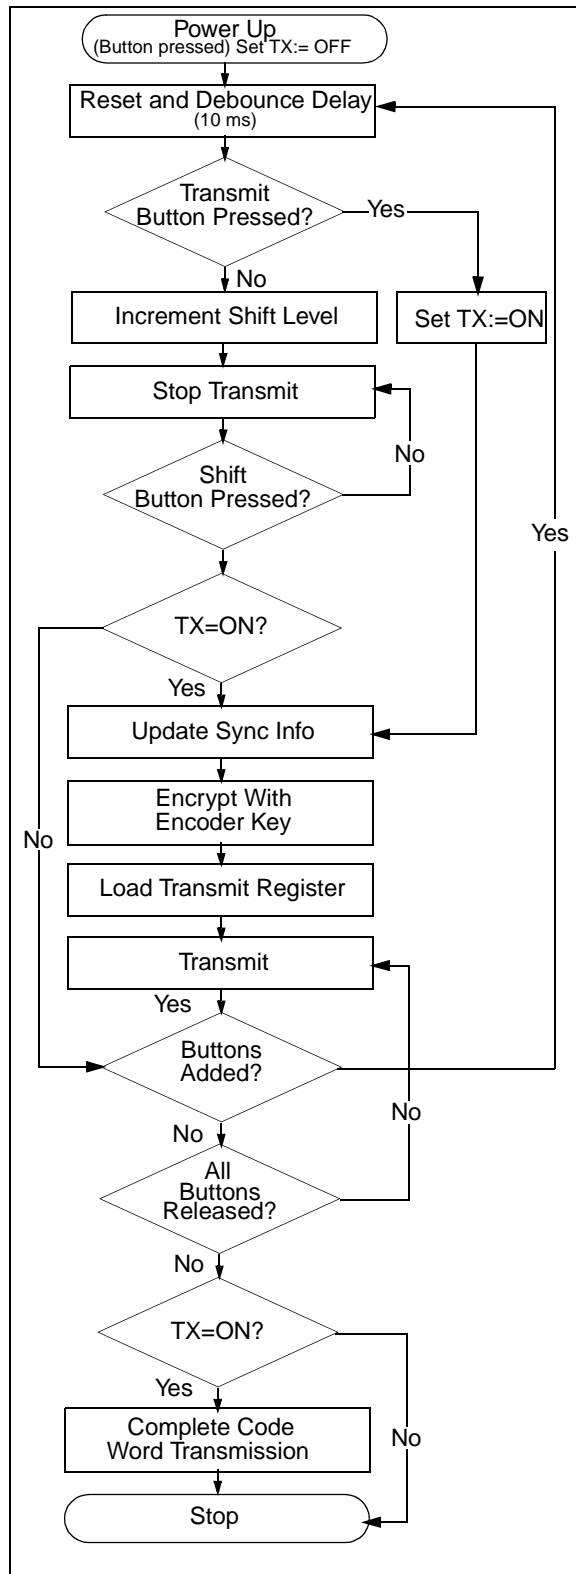 Power Up
(Button pressed) Set TX:= OFF
Reset and Debounce Delay
(10 ms)
Transmit
Button Pressed?
Yes
No
Increment Shift Level
Set TX:=ON
Stop Transmit
No
Shift
Button Pressed?
Yes
TX=ON?
Yes
Update Sync Info
Encrypt With
Encoder Key
No
Load Transmit Register
Transmit
Yes
Buttons
Added?
No
No
All
Buttons
Released?
No
TX=ON?
Yes
Complete Code
Word Transmission
No
Stop